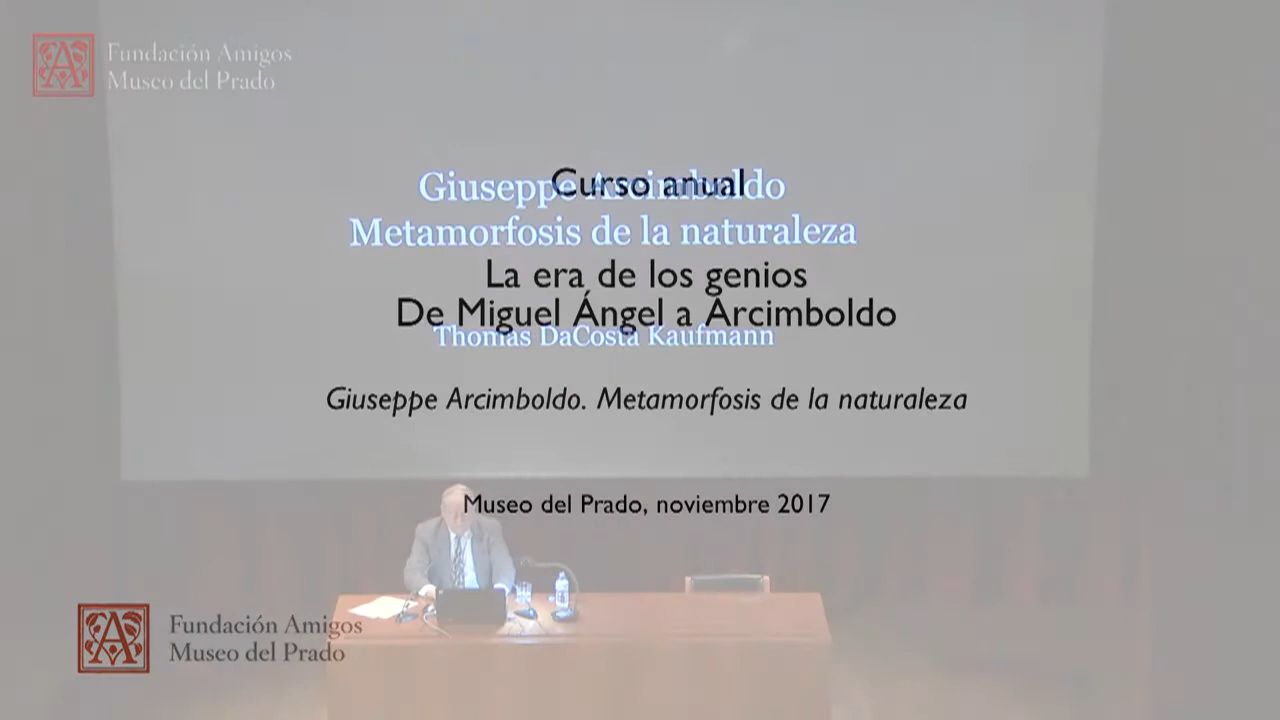 Fundación Amigos
Museo del Prado
Curso anual
Giuseppe Arcimboldo
Metamorfosis de la naturaleza
La era de los genios
De Miguel Ángel a Arcimboldo
Thomas DaCosta Kaufmann
Giuseppe Arcimboldo. Metamorfosis de la naturaleza
Museo del Prado, noviembre 2017
Fundación Amigos
Museo del Prado